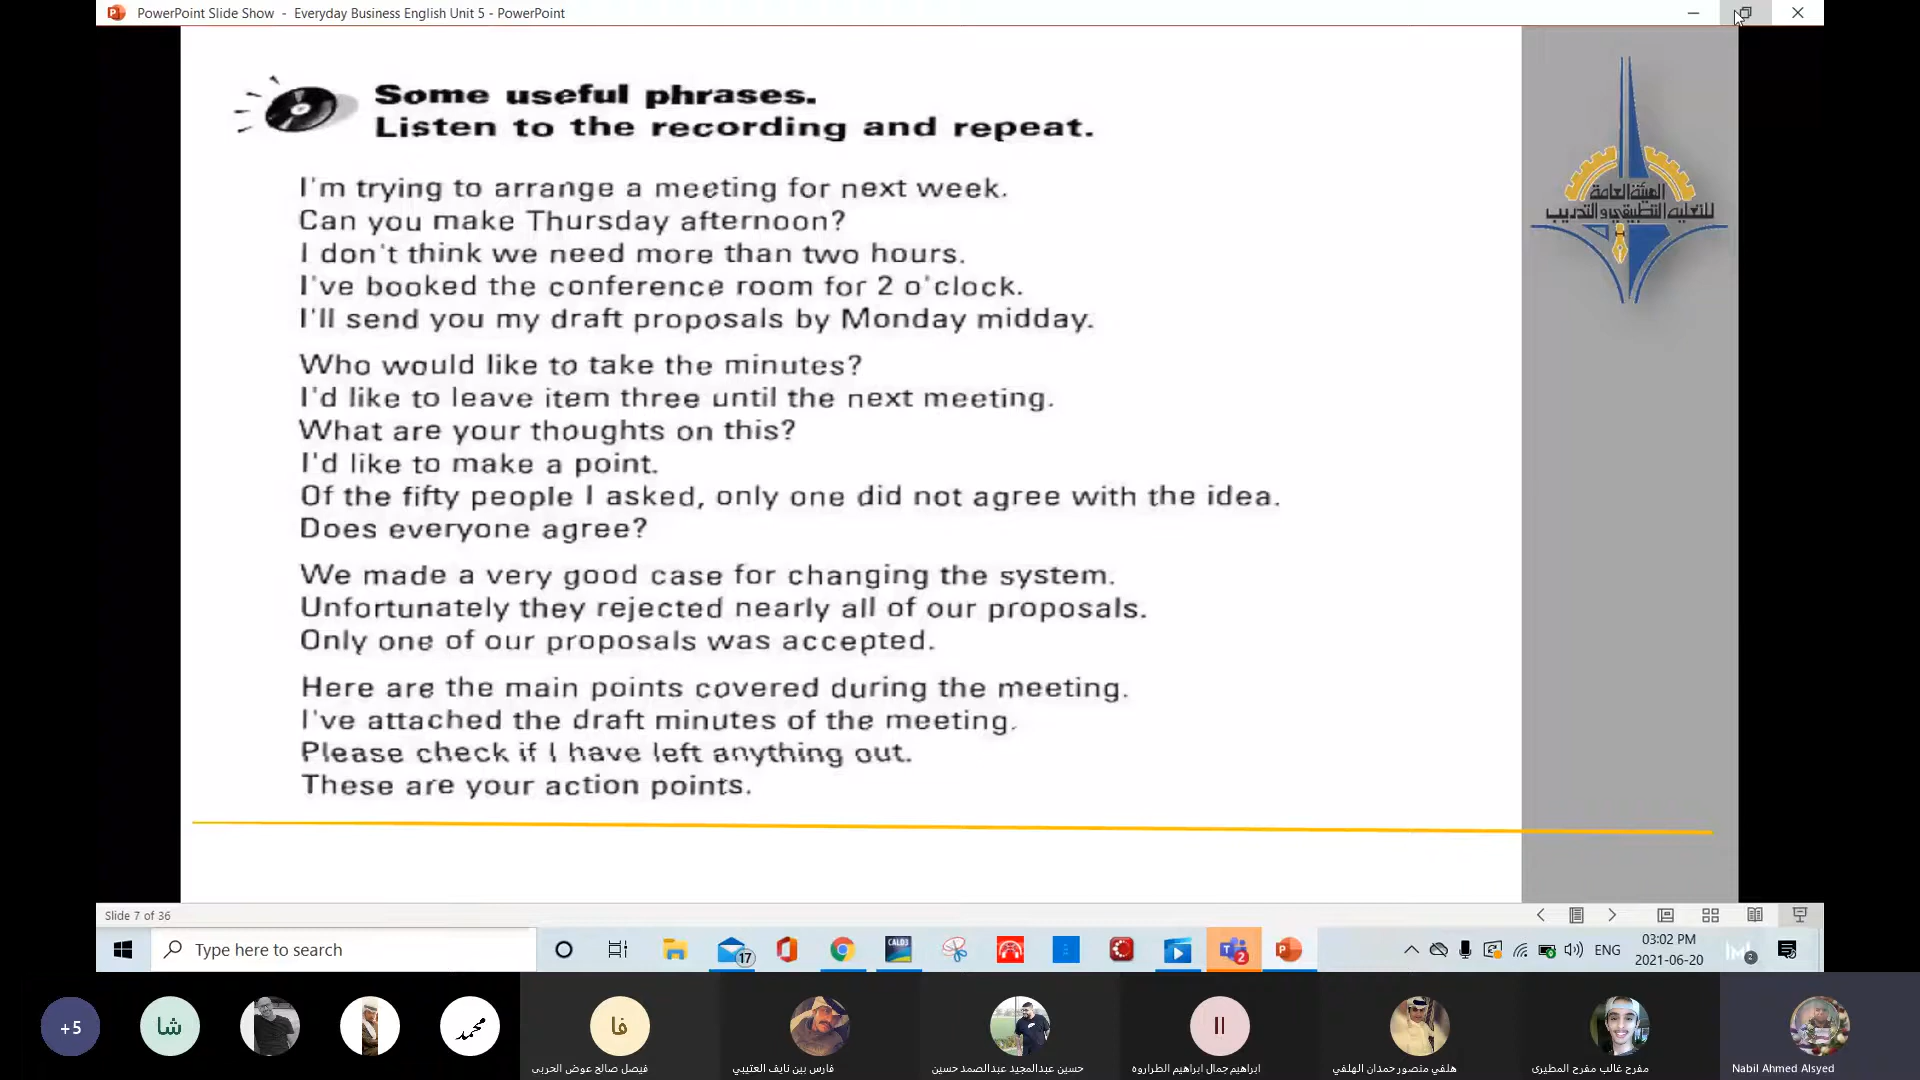 PowerPoint Slide Show - Everyday Business English Unit 5 - PowerPoint
Some useful phrases.
Listen to the recording and repeat.
I'm trying to arrange a meeting for next week.
Can you make Thursday afternoon?
I don't think we need more than two hours.
I've booked the conference room for 2 o'clock.
I'll send you my draft proposals by Monday midday.
Who would like to take the minutes?
I'd like to leave item three until the next meeting.
What are your thoughts on this?
I'd like to make a point.
Of the fifty people I asked, only one did not agree with the idea.
Does everyone agree?
We made a very good case for changing the system.
Unfortunately they rejected nearly all of our proposals.
Only one of our proposals was accepted.
Here are the main points covered during the meeting.
I've attached the draft minutes of the meeting.
Please check if I have left anything out.
These are your action points.
الهيئة العامة
للتعليم التطبيقي والتدريب
Slide 7 of 36
Type here to search
17
CALD3
2
ENG
03:02 PM
2021-06-20
2
+5
شا
محمد
فا
فيصل صالح عوض الحربي
فارس بين نايف العتيبي
حسين عبدالمجيد عبدالصمد حسين
ابراهيم جمال ابراهيم الطراروه
هلفي منصور حمدان الهلفي
مفرح غالب مفرح المطيري
Nabil Ahmed Alsyed